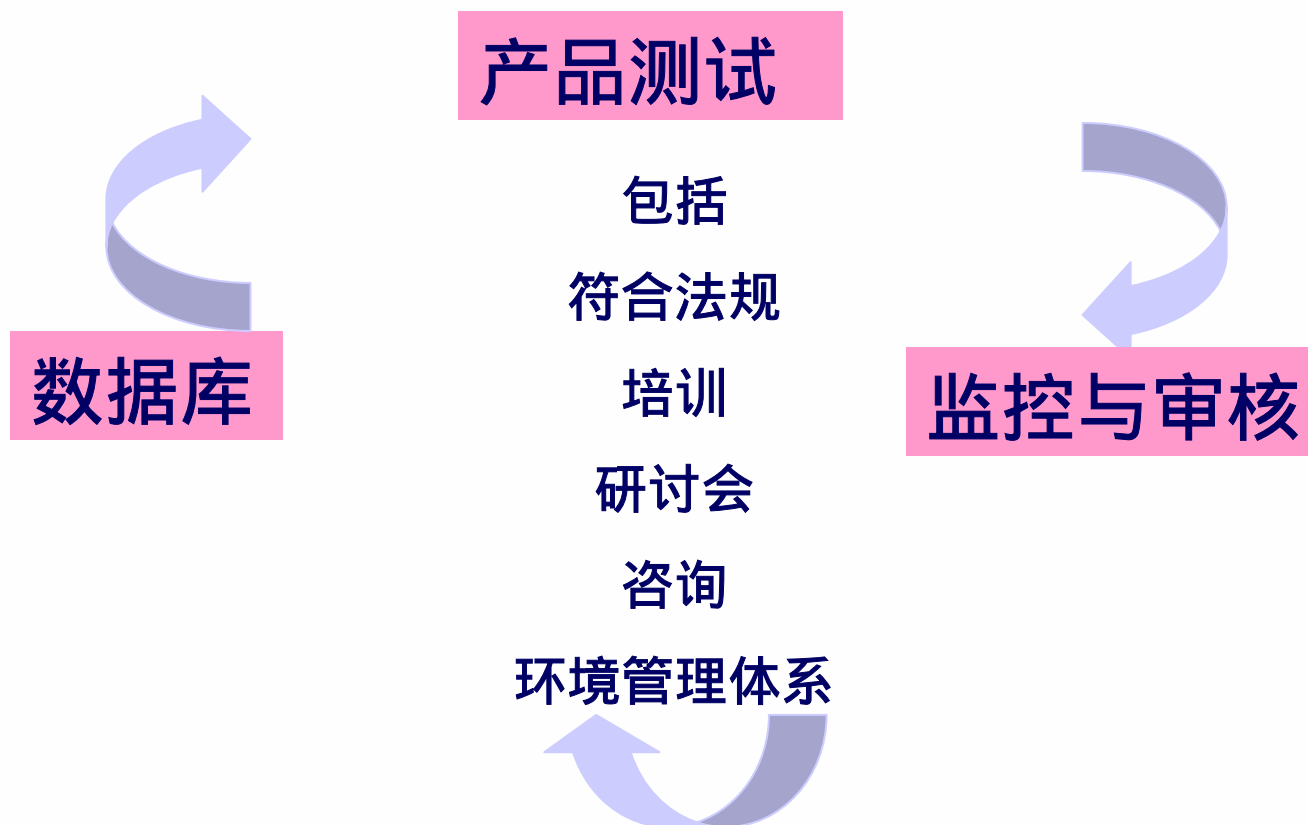 产品测试
包括
符合法规
数据库
监控与审核
培训
研讨会
咨询
环境管理体系